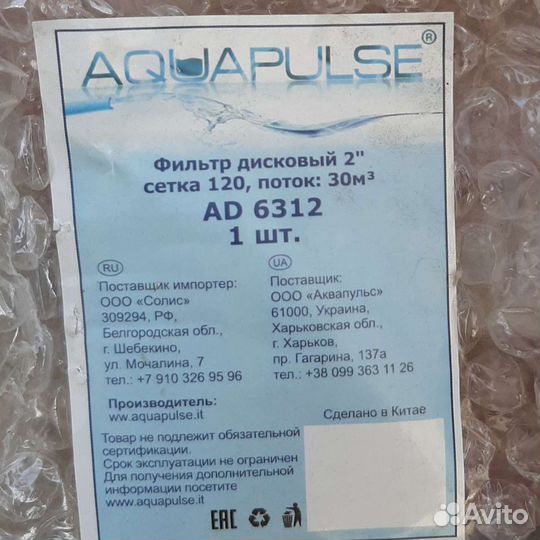 AQUAPULSE®
Фильтр дисковый 2"
сетка 120, поток: 30м³
AD 6312
1 шт.
RU
Поставщик импортер:
ООО «Солис»
309294, РФ,
Белгородская обл.,
г. Шебекино,
ул. Мочалина, 7
тел.: +7 910 326 95 96
UA
Поставщик:
ООО «Аквапульс»
61000, Украина,
Харьковская обл.,
г. Харьков,
пр. Гагарина, 137а
тел.: +38 099 363 11 26
Производитель:
ww.aquapulse.it
Сделано в Китае
Товар не подлежит обязательной
сертификации.
Срок эксплуатации не ограничен
Для получения дополнительной
информации посетите
www.aquapulse.it
EAC
Avito